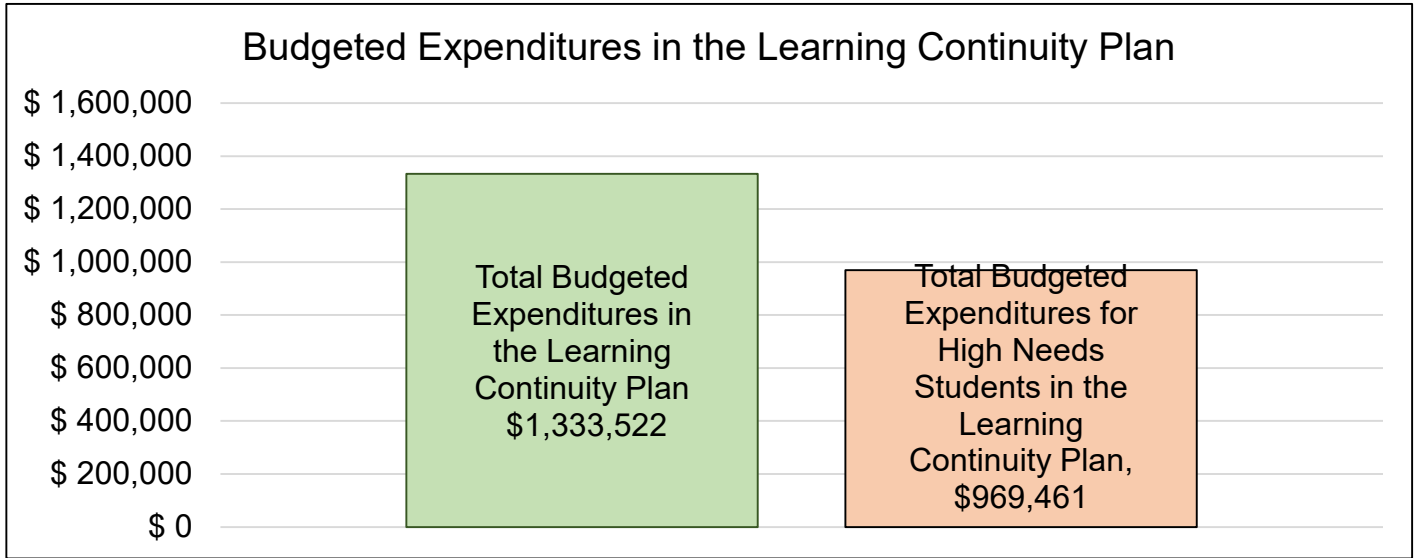 Budgeted Expenditures in the Learning Continuity Plan
$ 1,600,000
$ 1,400,000
$ 1,200,000
$ 1,000,000
$ 800,000
$ 600,000
$ 400,000
$ 200,000
$ 0
Total Budgeted
Expenditures in
the Learning
Continuity Plan
$1,333,522
Total Budgeted
Expenditures for
High Needs
Students in the
Learning
Continuity Plan,
$969,461